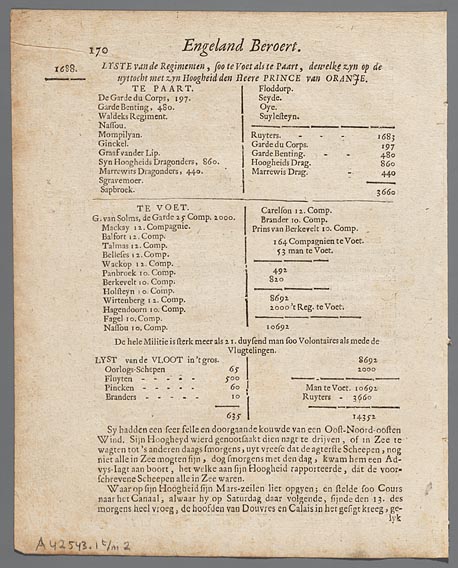 170
Engeland Beroert.
1688.
LYSTE van de Regimenten, soo te Voet als te Paart, dewelke zyn op de
uyttocht met zyn Hoogheid den Heere PRINCE van ORANJE.
TE PAART.
De Garde du Corps, 197.
Garde Benting, 480.
Waldeks Regiment.
Nassou.
Mompilyan.
Ginckel.
Graaf vander Lip.
Syn Hoogheids Dragonders, 860.
Marrewits Dragonders, 440.
Sgravemoer.
Sapbroek.
Floddorp.
Seyde.
Oye.
Suylesteyn.
Ruyters. - - 1683
Garde du Corps. 197
Garde Benting. - - 480
Hoogheids Drag. 860
Marrewis Drag. - 440
3660
TE VOET.
G. van Solms, de Garde 25 Comp. 2000.
Mackay 12. Compagnie.
Balfort 12. Comp.
Talmas 12. Comp.
Belleses 12. Comp.
Wackop 12. Comp.
Panbroek 10. Comp.
Berkevelt 10. Comp.
Holsteyn 10. Comp.
Wirtenberg 12. Comp.
Hagendoorn 10. Comp.
Fagel 10. Comp.
Nassou 10. Comp.
Carelson 12. Comp.
Brander 10. Comp.
Prins van Berkevelt 10. Comp.
164 Compagnien te Voet.
53 man te Voet.
492
820
8692
2000 't Reg. te Voet.
10692
De hele Militie is sterk meer als 21. duysend man soo Volontaires als mede de
Vlugtelingen.
LYST van de VLOOT in 't gros.
Oorlogs-Schepen 65
Fluyten - - - - 500
Pincken - - - - 60
Branders - - - 10
635
8692
2000
Man te Voet. 10692
Ruyters - 3660
14352
Sy hadden een seer felle en doorgaande kouwde van een Oost-Noord-oosten
Wind. Sijn Hoogheyd wierd genootsaakt dien nagt te drijven, of in Zee te
wagten tot 's anderen daags smorgens, uyt vreese dat de agterste Scheepen, nog
niet alle in Zee mogten sijn, dog smorgens met den dag, kwam hem een Ad-
vys-Jagt aan boort, het welke aan sijn Hoogheid rapporteerde, dat de voor-
schrevene Scheepen alle in Zee waren.
Waar op sijn Hoogheid sijn Mars-zeilen liet opgyen; en stelde soo Cours
naar het Canaal, alwaar hy op Saturdag daar volgende, sijnde den 13. des
morgens heel vroeg, de hoofden van Douvres en Calais in het gesigt kreeg, ge-
lyk
A 42543. 1e/m 2